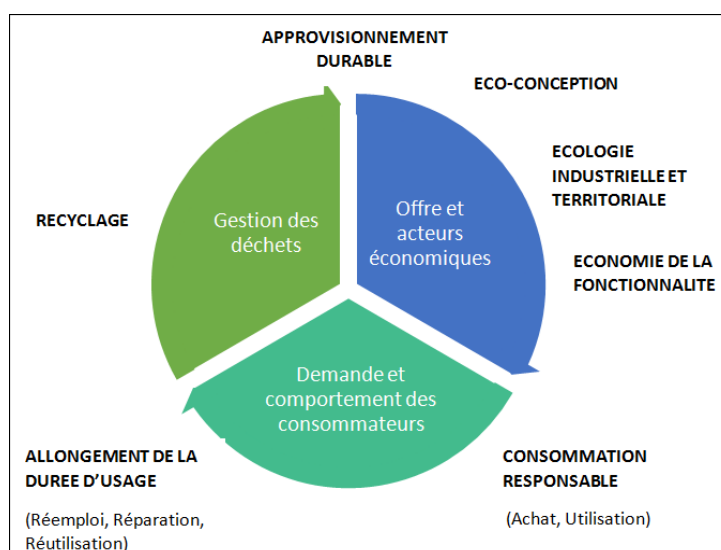 APPROVISIONNEMENT
DURABLE
ECO-CONCEPTION
ECOLOGIE
INDUSTRIELLE ET
TERRITORIALE
ECONOMIE DE LA
FONCTIONNALITE
Offre et
acteurs
économiques
CONSOMMATION
RESPONSABLE
(Achat, Utilisation)
Demande et
comportement des
consommateurs
ALLONGEMENT DE LA
DUREE D’USAGE
(Réemploi, Réparation,
Réutilisation)
RECYCLAGE
Gestion des
déchets